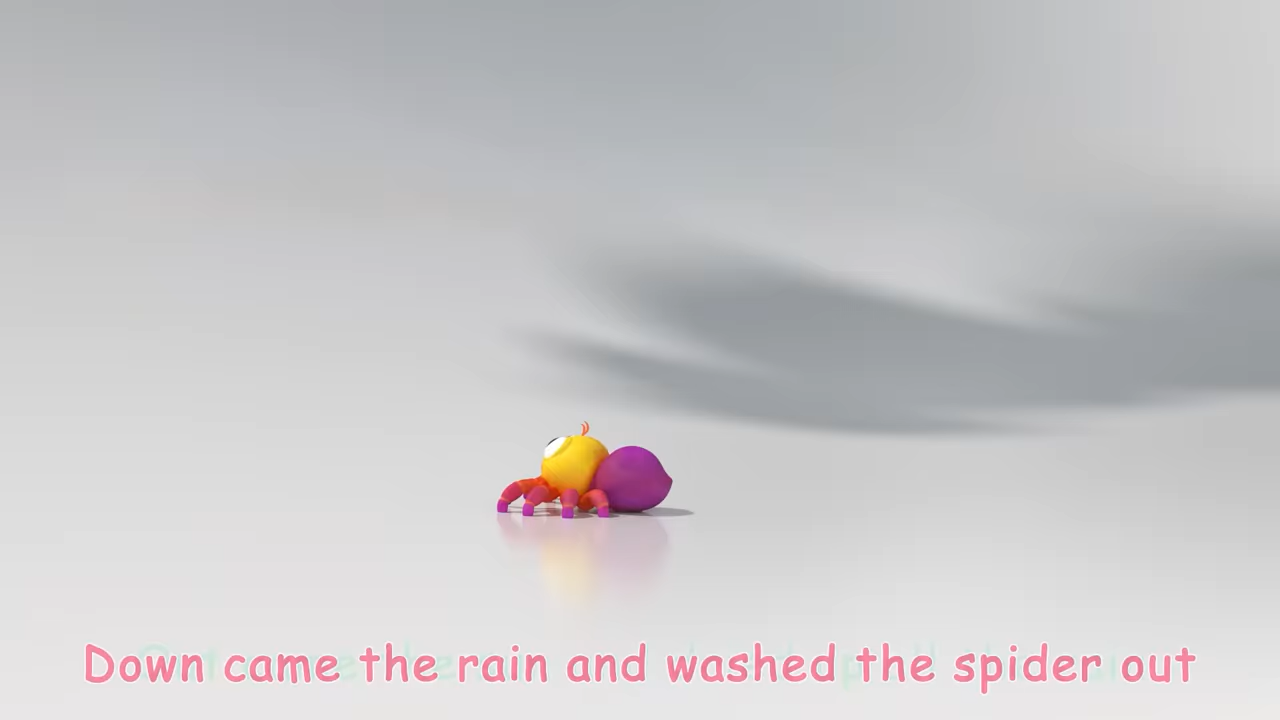 Down came the rain and washed the spider out